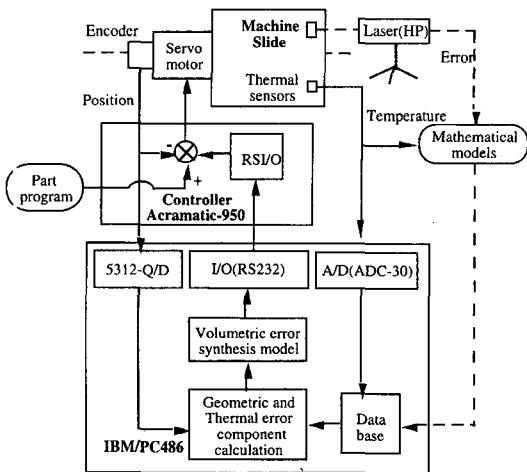 Encoder
Servo
motor
Machine
Slide
Thermal
sensors
Laser(HP)
Error
Position
Temperature
Mathematical
models
-
+
RSI/O
Part
program
Controller
Acramatic-950
5312-Q/D
I/O(RS232)
A/D(ADC-30)
Volumetric error
synthesis model
Geometric and
Thermal error
component
calculation
Data
base
IBM/PC486